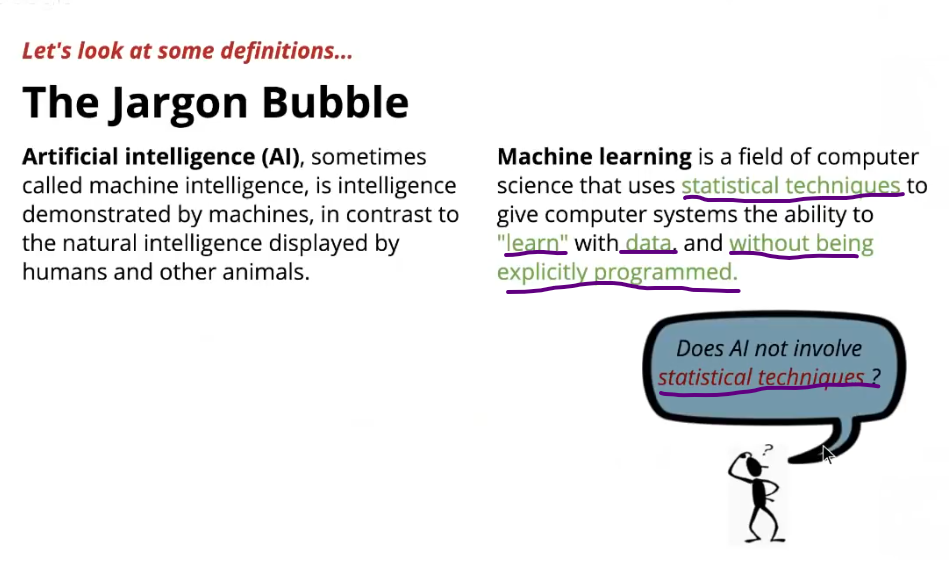 Let's look at some definitions...
The Jargon Bubble
Artificial intelligence (AI), sometimes
called machine intelligence, is intelligence
demonstrated by machines, in contrast to
the natural intelligence displayed by
humans and other animals.
Machine learning is a field of computer
science that uses statistical techniques to
give computer systems the ability to
"learn" with data, and without being
explicitly programmed.
Does AI not involve
statistical techniques ?
?